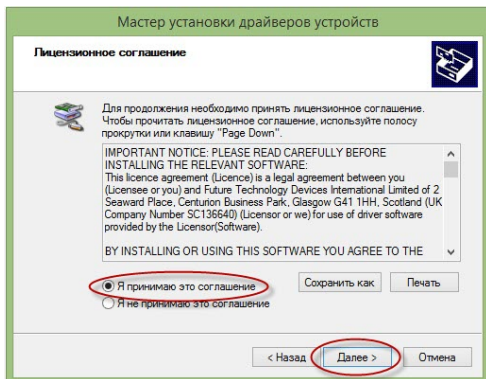 Мастер установки драйверов устройств
Лицензионное соглашение
Для продолжения необходимо принять лицензионное соглашение.
Чтобы прочитать лицензионное соглашение, используйте полосу
прокрутки или клавишу "Page Down".
IMPORTANT NOTICE: PLEASE READ CAREFULLY BEFORE
INSTALLING THE RELEVANT SOFTWARE:
This licence agreement (Licence) is a legal agreement between you
(Licensee or you) and Future Technology Devices International Limited of 2
Seaward Place, Centurion Business Park, Glasgow G41 1HH, Scotland (UK
Company Number SC136640) (Licensor or we) for use of driver software
provided by the Licensor(Software).
BY INSTALLING OR USING THIS SOFTWARE YOU AGREE TO THE
Я принимаю это соглашение
Я не принимаю это соглашение
Сохранить как
Печать
< Назад
Далее >
Отмена